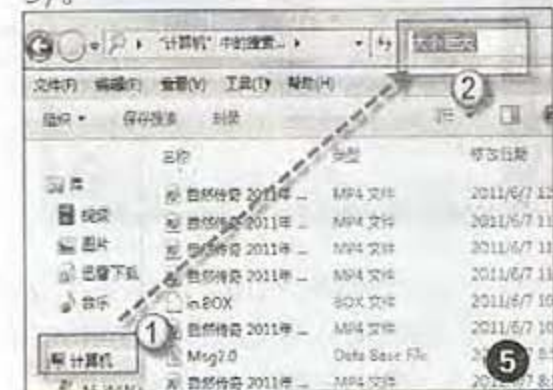 "计算机" 中的搜索...
文件(F) 编辑(E) 查看(V) 工具(T) 帮助(H)
组织 保存搜索 刻录
名称 类型 修改日期
库
视频
图片
迅雷下载
音乐
计算机
自然传奇 2011年 ... MP4 文件 2011/6/7
自然传奇 2011年 ... MP4 文件 2011/6/7
自然传奇 2011年 ... MP4 文件 2011/6/7
自然传奇 2011年 ... MP4 文件 2011/6/7
in.BOX BOX 文件 2011/6/7
自然传奇 2011年 ... MP4 文件 2011/6/7
Msg2.0 Data Base File
自然传奇 2011年 ... MP4 文件
1
2
5